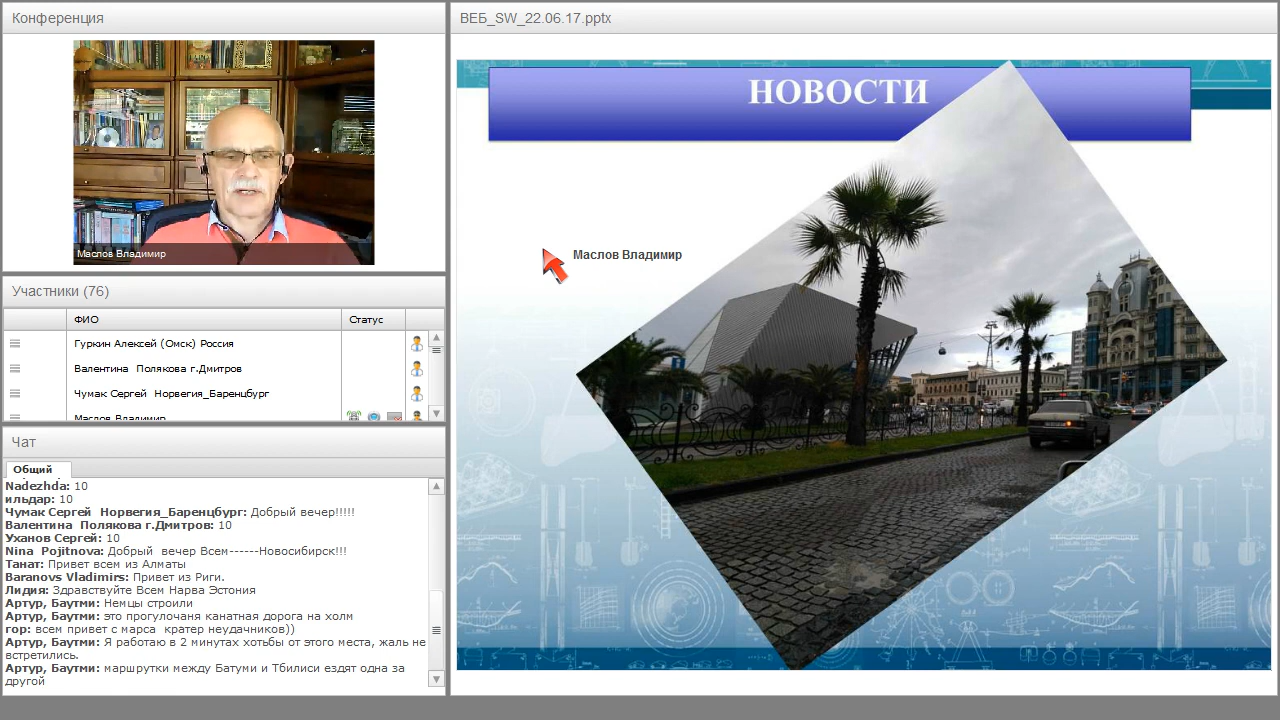 Конференция
Маслов Владимир
Участники (76)
ФИО
Статус
Гуркин Алексей (Омск) Россия
Валентина Полякова г.Дмитров
Чумак Сергей Норвегия_Баренцбург
Маслов Владимир
Чат
Общий
Nadezhda: 10
ильдар: 10
Чумак Сергей Норвегия_Баренцбург: Добрый вечер!!!!!
Валентина Полякова г.Дмитров: 10
Уханов Сергей: 10
Nina Pojitnova: Добрый вечер Всем------Новосибирск!!!
Танат: Привет всем из Алматы
Baranovs Vladimirs: Привет из Риги.
Лидия: Здравствуйте Всем Нарва Эстония
Артур, Баутми: Немцы строили
Артур, Баутми: это прогулочаня канатная дорога на холм
гор: всем привет с марса кратер неудачников))
Артур, Баутми: Я работаю в 2 минутах хотьбы от этого места, жаль не
встретились.
Артур, Баутми: маршрутки между Батуми и Тбилиси ездят одна за
другой
ВЕБ_SW_22.06.17.pptx
НОВОСТИ
Маслов Владимир